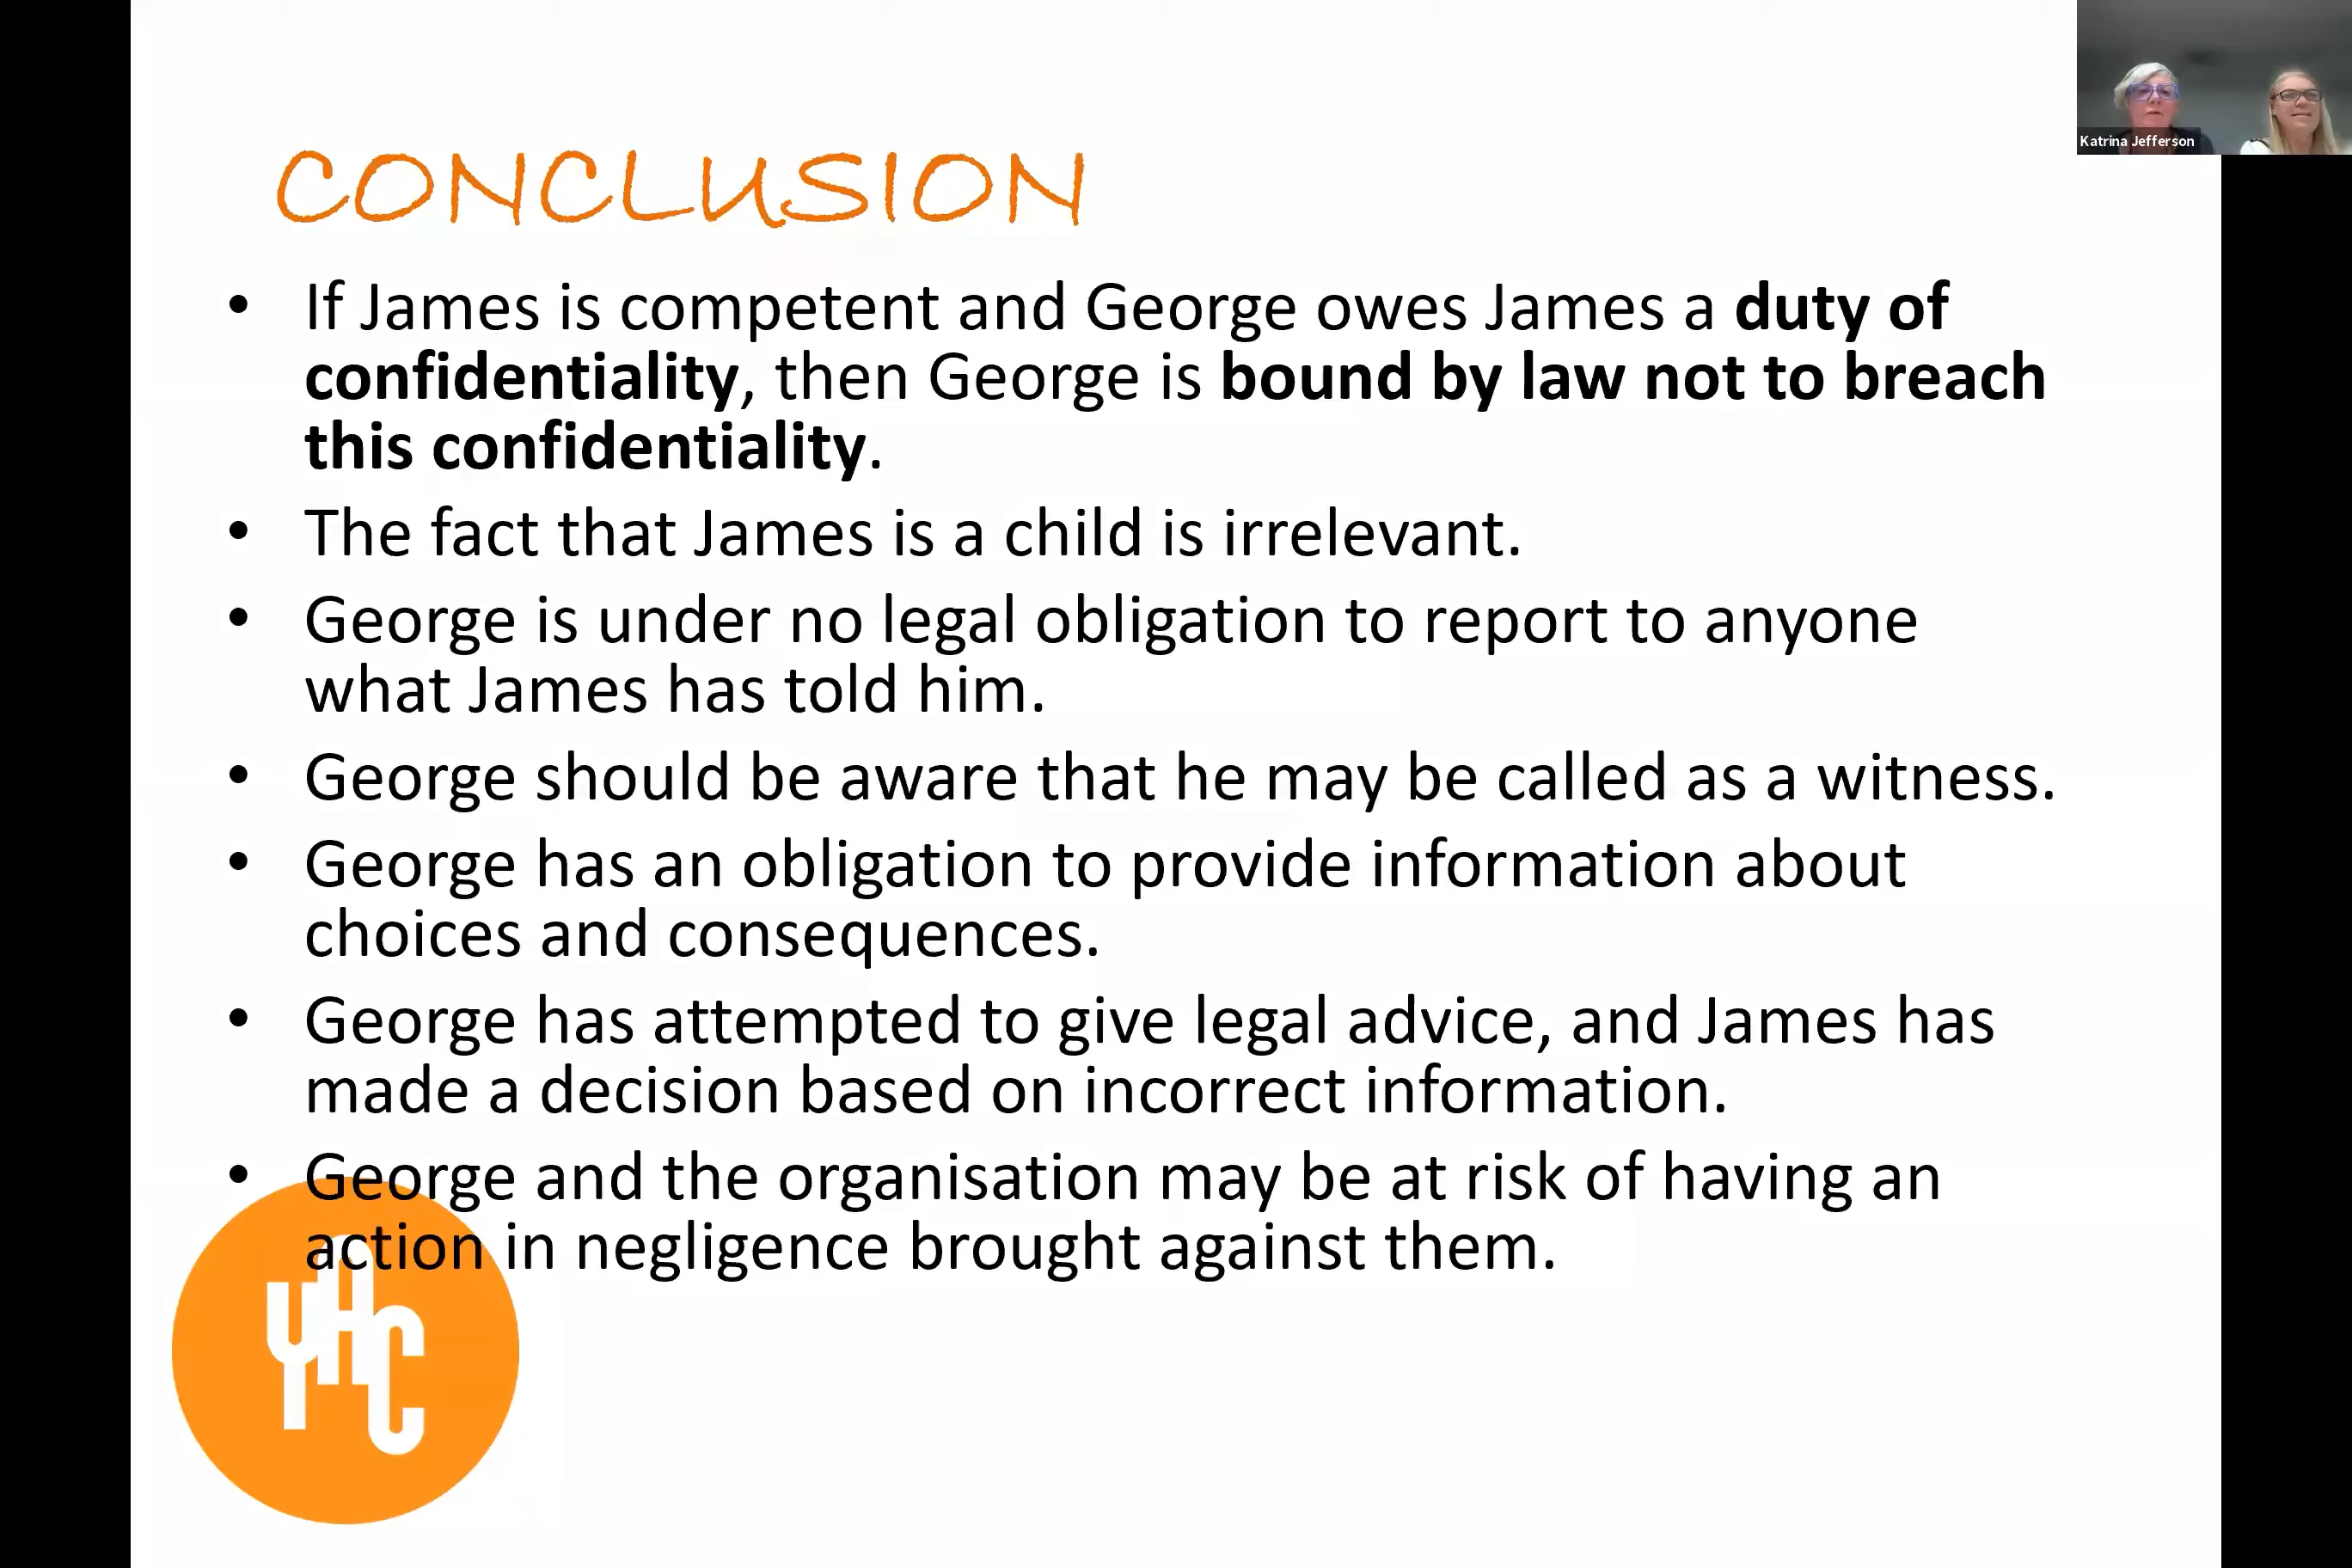 Katrina Jefferson
CONCLUSION
• If James is competent and George owes James a duty of
confidentiality, then George is bound by law not to breach
this confidentiality.
• The fact that James is a child is irrelevant.
• George is under no legal obligation to report to anyone
what James has told him.
• George should be aware that he may be called as a witness.
• George has an obligation to provide information about
choices and consequences.
• George has attempted to give legal advice, and James has
made a decision based on incorrect information.
• George and the organisation may be at risk of having an
action in negligence brought against them.
YAC